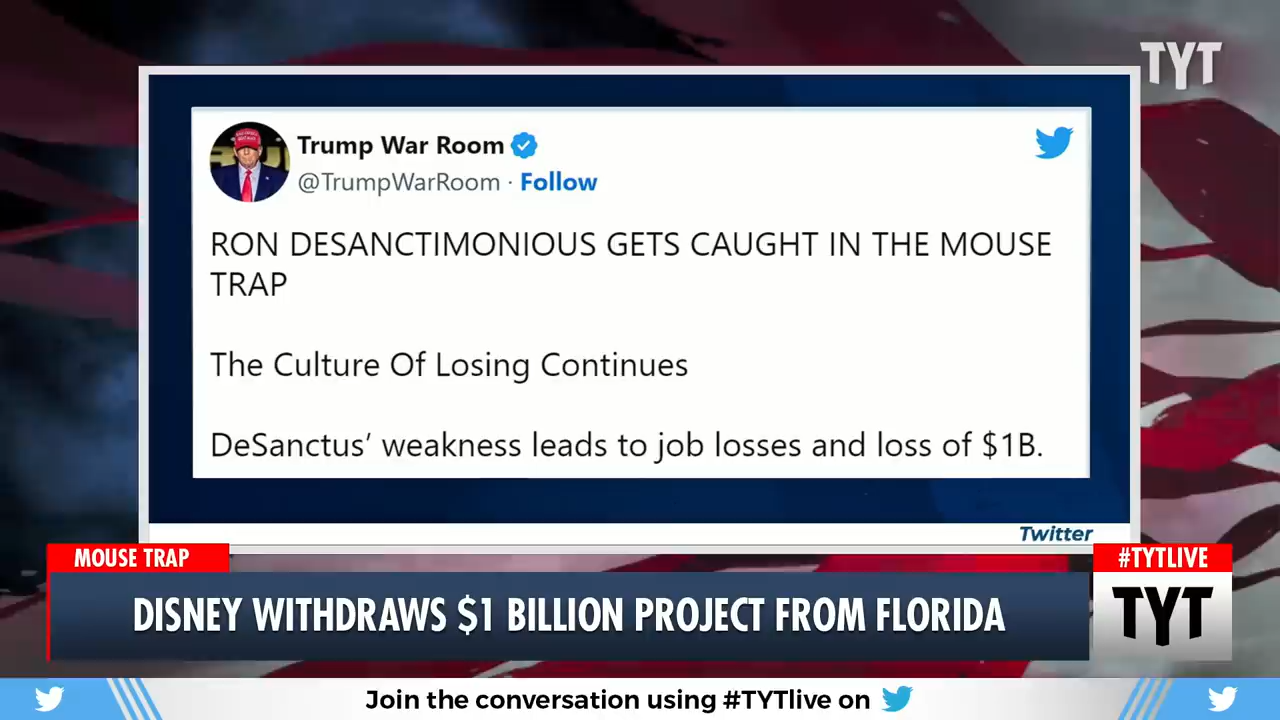 TYT
Trump War Room
@TrumpWarRoom · Follow
RON DESANCTIMONIOUS GETS CAUGHT IN THE MOUSE
TRAP
The Culture Of Losing Continues
DeSanctus’ weakness leads to job losses and loss of $1B.
Twitter
MOUSE TRAP
#TYTLIVE
DISNEY WITHDRAWS $1 BILLION PROJECT FROM FLORIDA
TYT
Join the conversation using #TYTlive on